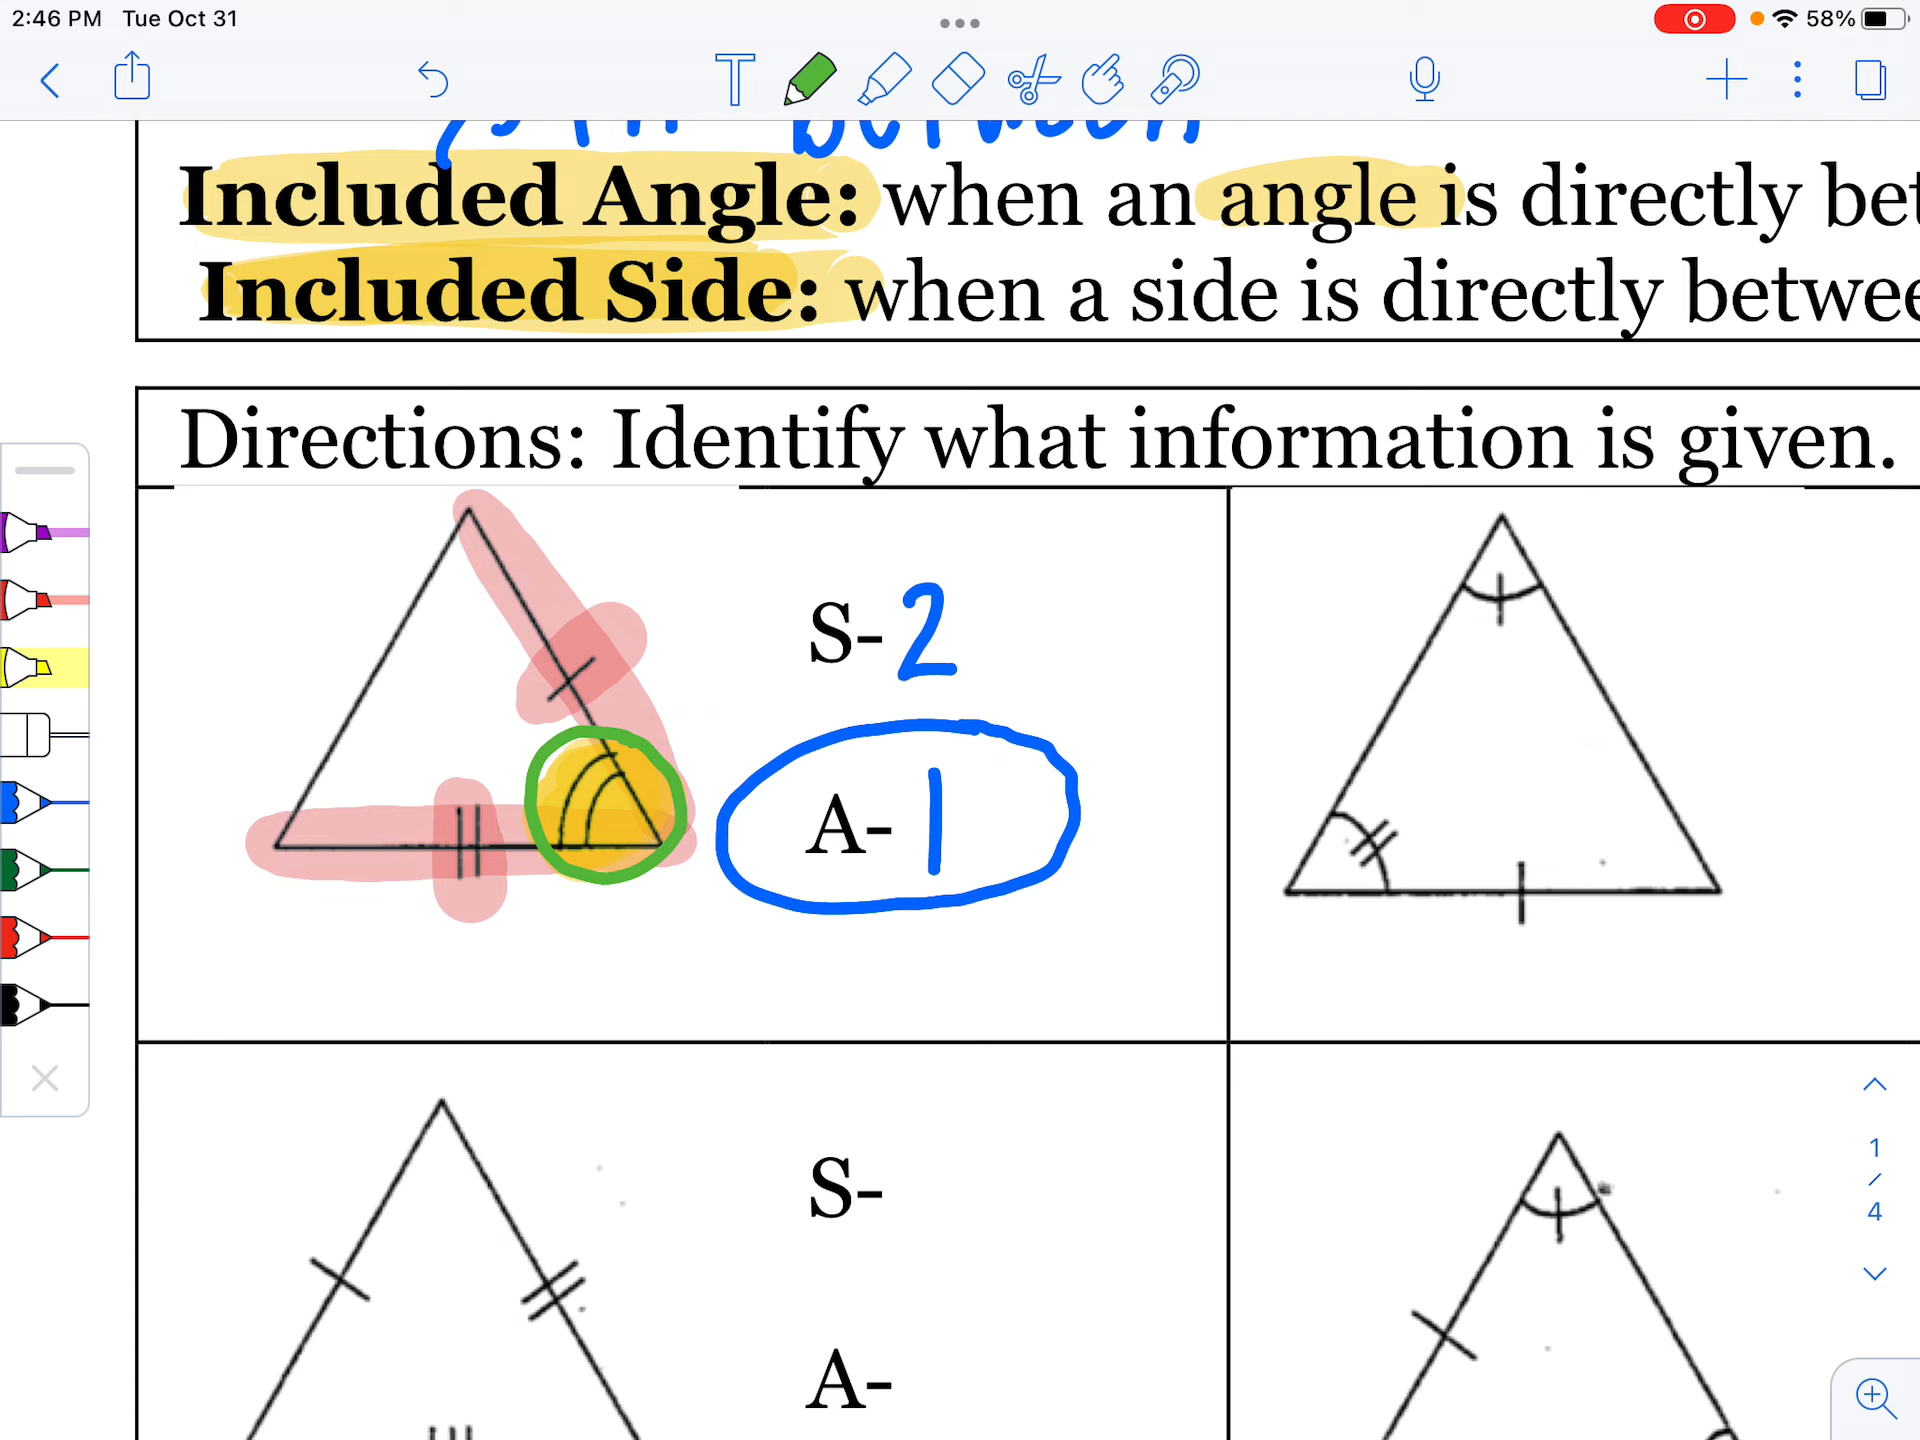 2:46 PM Tue Oct 31
58%
between
Included Angle: when an angle is directly bet
Included Side: when a side is directly betwee
Directions: Identify what information is given.
S-2
A-1
S-
A-
1
/
4